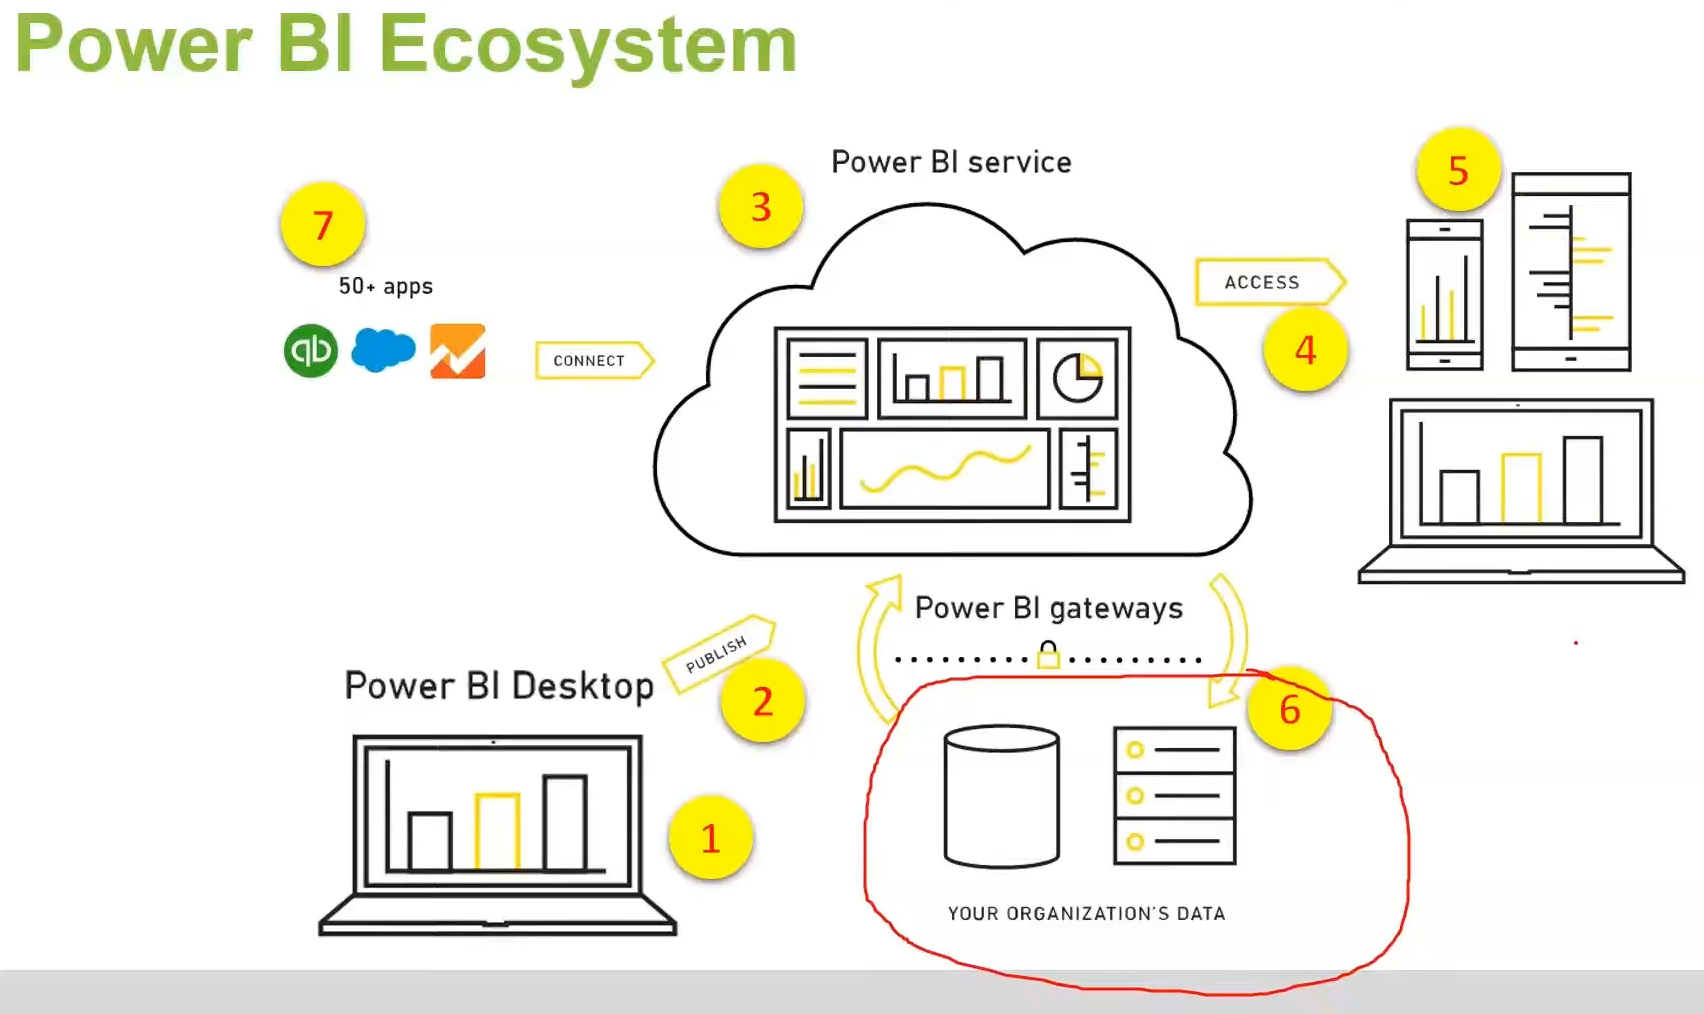 Power BI Ecosystem
Power BI service
3
5
7
50+ apps
qb
CONNECT
ACCESS
4
Power BI gateways
PUBLISH
2
Power BI Desktop
6
1
YOUR ORGANIZATION'S DATA